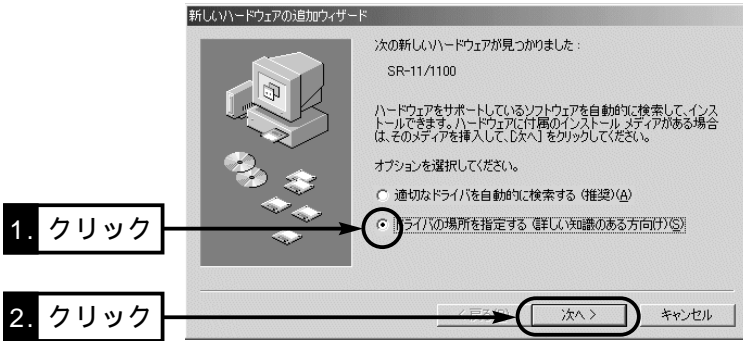 新しいハードウェアの追加ウィザード
次の新しいハードウェアが見つかりました :
SR-11/1100
ハードウェアをサポートしているソフトウェアを自動的に検索して、インス
トールできます。ハードウェアに付属のインストール メディアがある場合
は、そのメディアを挿入して、[次へ] をクリックしてください。
オプションを選択してください。
適切なドライバを自動的に検索する (推奨)(A)
1. クリック
ドライバの場所を指定する (詳しい知識のある方向け)(S)
2. クリック
次へ >
キャンセル